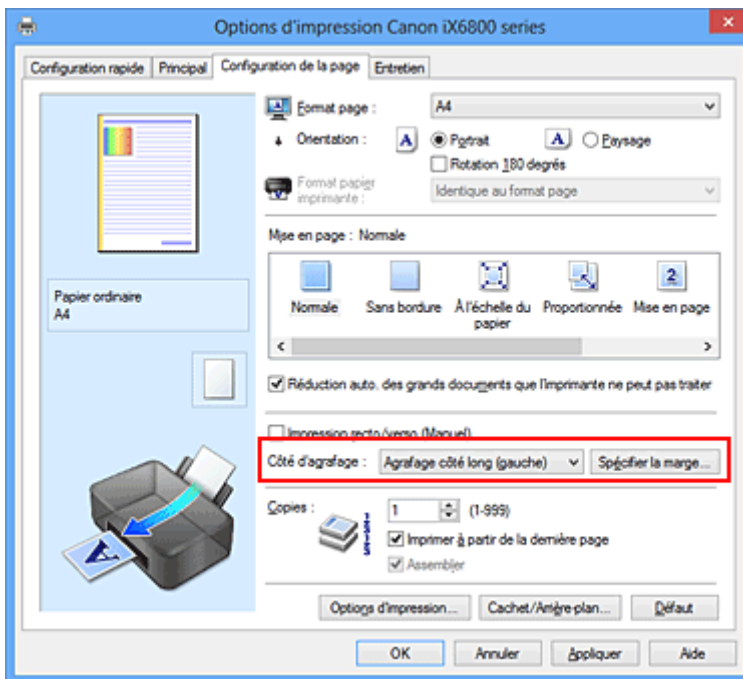 Options d'impression Canon iX6800 series
Configuration rapide Principal Configuration de la page Entretien
Format page : A4
Orientation : A Portrait A Paysage
Rotation 180 degrés
Format papier imprimante : Identique au format page
Mise en page : Normale
Normale Sans bordure À l'échelle du papier Proportionnée Mise en page
2
Papier ordinaire
A4
Réduction auto. des grands documents que l'imprimante ne peut pas traiter
Impression recto/verso (Manuel)
Côté d'agrafage : Agrafage côté long (gauche) Spécifier la marge...
Copies : 1 (1-999)
Imprimer à partir de la dernière page
Assembler
Options d'impression... Cachet/Arrière-plan... Défaut
OK Annuler Appliquer Aide